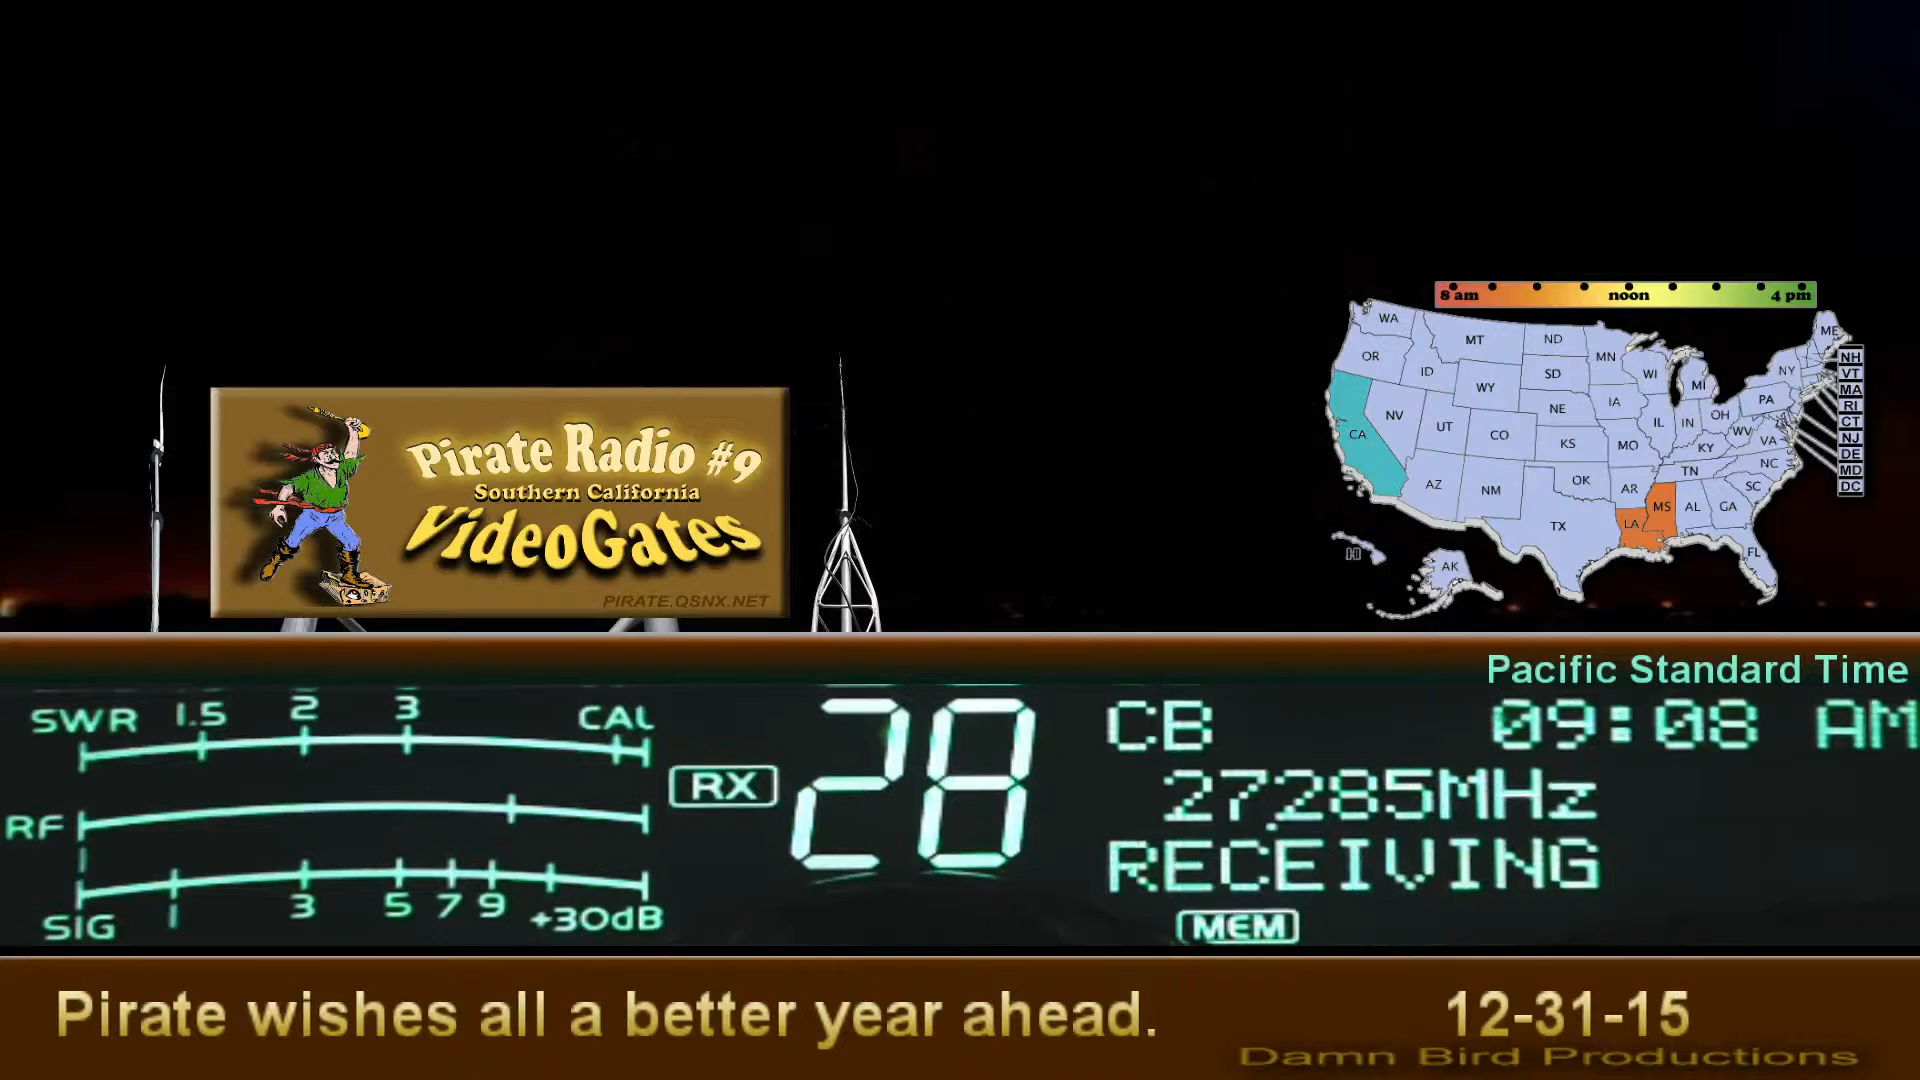 8 am noon 4 pm
WA
MT
ND
MN
ME
OR
ID
WY
SD
WI
MI
NY
NH
VT
MA
RI
CT
NJ
DE
MD
DC
CA
NV
UT
CO
NE
KS
IA
MO
IL
IN
OH
PA
WV
VA
KY
NC
TN
SC
AZ
NM
OK
AR
TX
LA
MS
AL
GA
FL
HI
AK
Pirate Radio #9
Southern California
VideoGates
PIRATE.QSNX.NET
Pacific Standard Time
SWR 1.5 2 3 CAL
RF
SIG 1 3 5 7 9 +30dB
RX
28
CB 09:08 AM
27.285MHz
RECEIVING
MEM
Pirate wishes all a better year ahead. 12-31-15
Damn Bird Productions